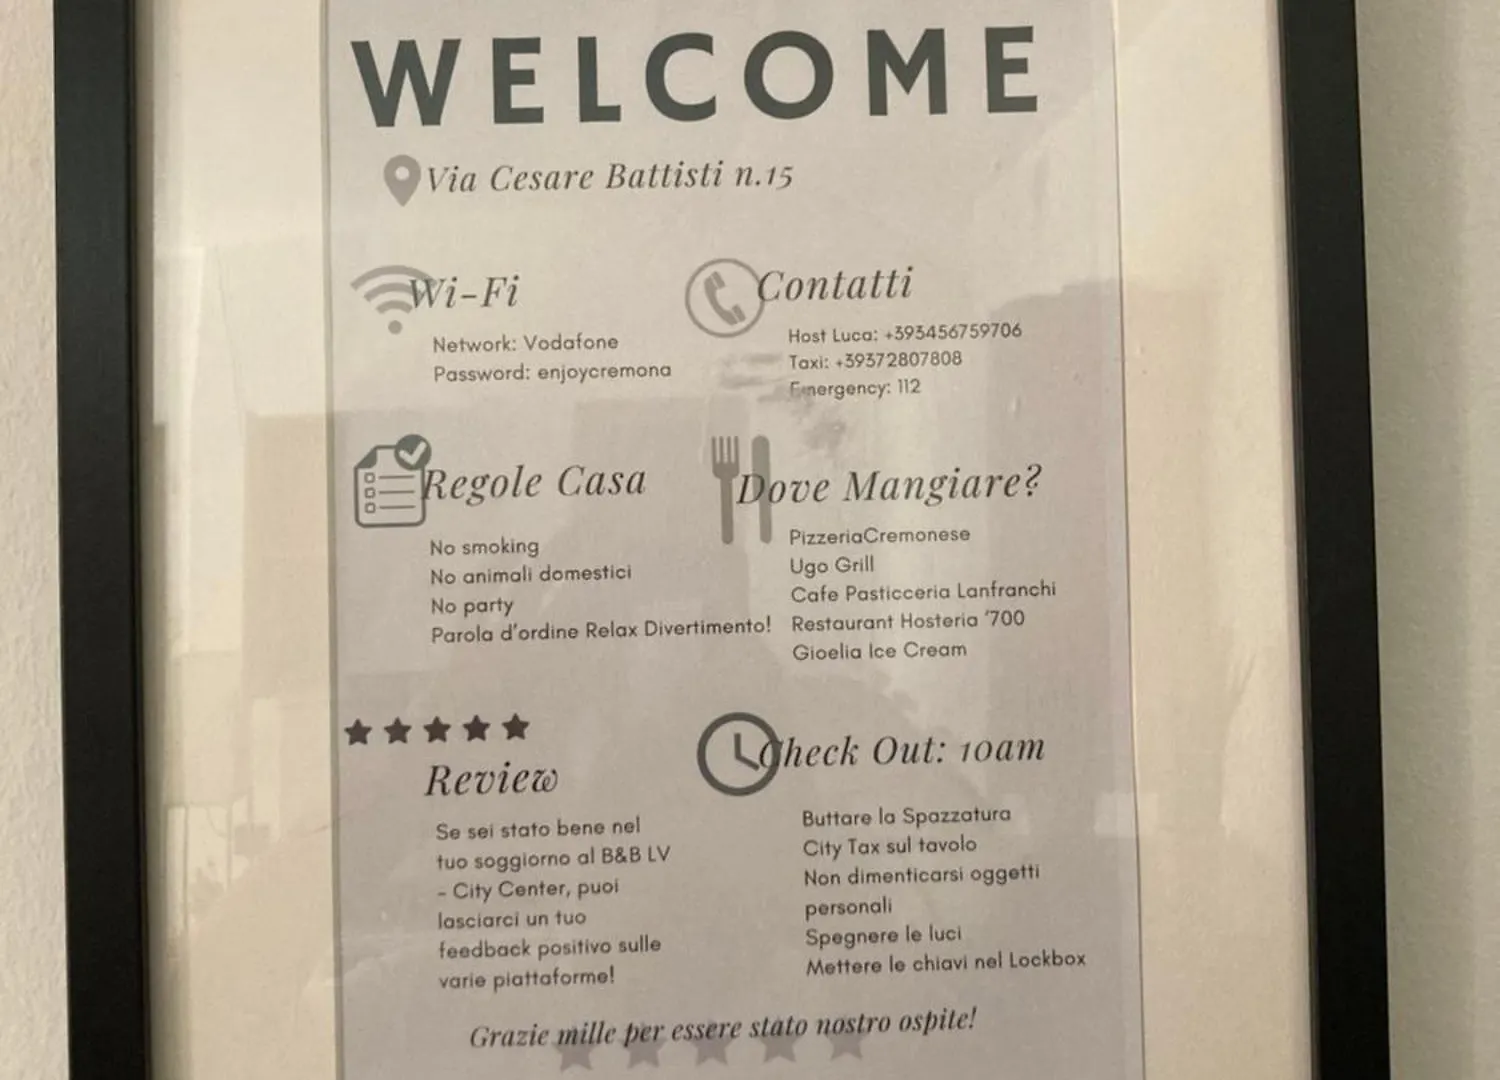 WELCOME
Via Cesare Battisti n.15
Wi-Fi
Network: Vodafone
Password: enjoycremona
Contatti
Host Luca: +393456759706
Taxi: +39372807808
Emergency: 112
Regole Casa
No smoking
No animali domestici
No party
Parola d'ordine Relax Divertimento!
Dove Mangiare?
PizzeriaCremonese
Ugo Grill
Cafe Pasticceria Lanfranchi
Restaurant Hosteria '700
Gioelia Ice Cream
Review
Se sei stato bene nel
tuo soggiorno al B&B LV
- City Center, puoi
lasciarci un tuo
feedback positivo sulle
varie piattaforme!
Check Out: 10am
Buttare la Spazzatura
City Tax sul tavolo
Non dimenticarsi oggetti
personali
Spegnere le luci
Mettere le chiavi nel Lockbox
Grazie mille per essere stato nostro ospite!